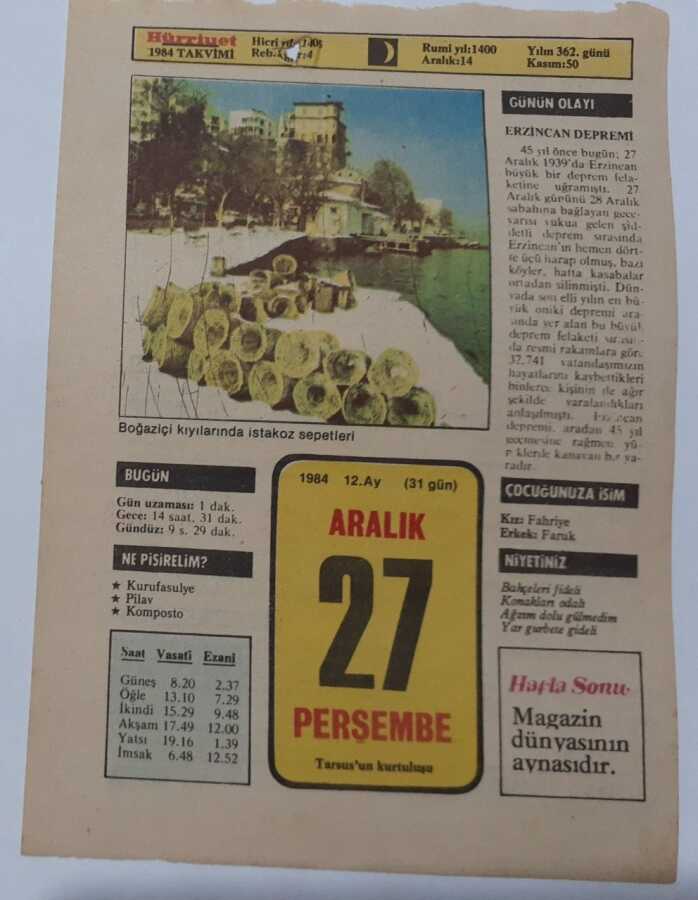 Hürriyet
1984 TAKVİMİ
Hicri
Reb.
Rumi yıl:1400
Aralık:14
Yılın 362. günü
Kasım:50
Boğaziçi kıyılarında istakoz sepetleri
GÜNÜN OLAYI
ERZİNCAN DEPREMİ
45 yıl önce bugün; 27
Aralık 1939'da Erzincan
büyük bir deprem fela-
ketine uğramıştı. 27
Aralık gününü 28 Aralık
sabahına bağlayan gece-
yarısı vukua gelen şid-
detli deprem sırasında
Erzincan'ın hemen dört-
te üçü harap olmuş, bazı
köyler, hatta kasabalar
ortadan silinmişti. Dün-
yada son elli yılın en bü-
yük oniki depremi ara-
sında yer alan bu büyük
deprem felaketi
da resmi rakamlara göre
32.741 vatandaşımızın
hayatlarını kaybettikleri
binlerce kişinin de ağır
şekilde yaralandıkları
anlaşılmıştı. Erzincan
depremi, aradan 45 yıl
geçmesine rağmen yü-
reklerde kanayan bir ya-
radır.
BUGÜN
Gün uzaması: 1 dak.
Gece: 14 saat, 31 dak.
Gündüz: 9 s. 29 dak.
NE PİŞİRELİM?
★ Kurufasulye
★ Pilav
★ Komposto
Saat Vasati Ezani
Güneş 8.20 2.37
Öğle 13.10 7.29
İkindi 15.29 9.48
Akşam 17.49 12.00
Yatsı 19.16 1.39
İmsak 6.48 12.52
1984 12.Ay (31 gün)
ARALIK
27
PERŞEMBE
Tarsus'un kurtuluşu
ÇOCUĞUNUZA İSİM
Kız: Fahriye
Erkek: Faruk
NİYETİNİZ
Bahçeleri fideli
Konakları odalı
Ağzım dolu gülmedim
Yar gurbete gideli
Hafta Sonu
Magazin
dünyasının
aynasıdır.